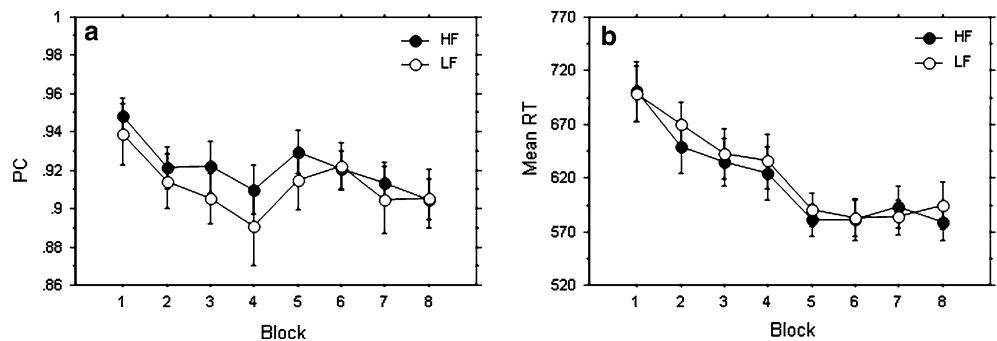 a
HF
LF
PC
1
.98
.96
.94
.92
.9
.88
.86
1 2 3 4 5 6 7 8
Block
b
HF
LF
Mean RT
770
720
670
620
570
520
1 2 3 4 5 6 7 8
Block